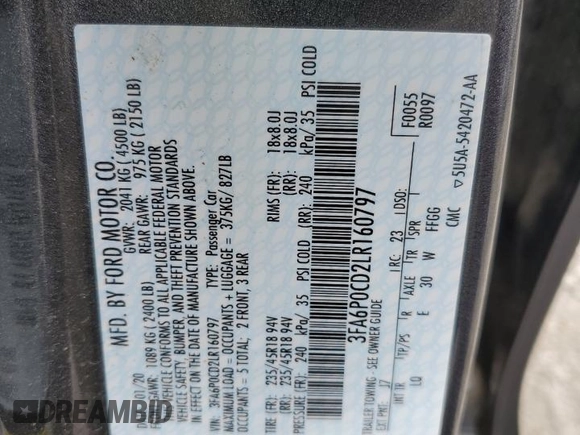 MFD. BY FORD MOTOR CO.
GVWR: 2041 KG (4500 LB)
GAWR: 1089 KG (2400 LB) REAR GAWR: 975 KG (2150 LB)
VEHICLE CONFORMS TO ALL APPLICABLE FEDERAL MOTOR
VEHICLE SAFETY, BUMPER AND THEFT PREVENTION STANDARDS
IN EFFECT ON THE DATE OF MANUFACTURE SHOWN ABOVE.
VIN: 3FA6P0CD2LR160797 TYPE: Passenger Car
MAXIMUM LOAD = OCCUPANTS + LUGGAGE = 375KG/ 827LB
OCCUPANTS = 5 TOTAL; 2 FRONT, 3 REAR
TIRE (FR): 235/45R18 94V RIMS (FR): 18x8.0J
(RR): 235/45R18 94V (RR): 18x8.0J
PRESSURE (FR): 240 kPa/ 35 PSI COLD (RR): 240 kPa/ 35 PSI COLD
3FA6P0CD2LR160797
TRAILER TOWING - SEE OWNER GUIDE
EXT PNT: J7 RC: 23 DSO: F0055
R0097
INT TR TP/PS R AXLE TR SPR
LQ E 30 W FFGG
CMC ▽5U5A-5420472-AA
DREAMBID